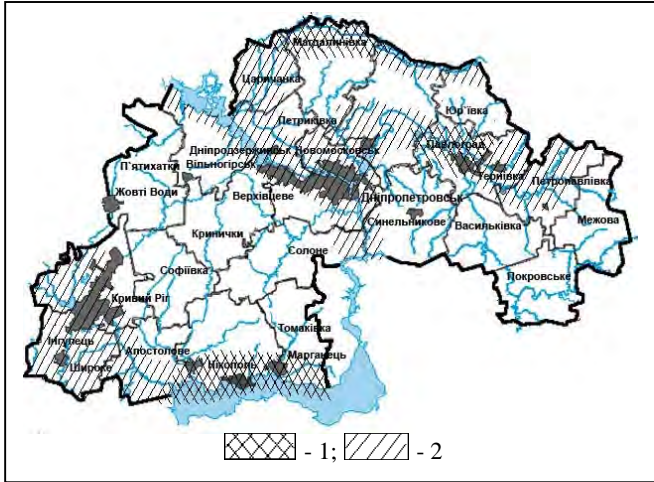 Магдалинівка
Царичанка
Юр'ївка
Петриківка
Павлоград
Дніпродзержинськ Новомосковськ
Тернівка
П'ятихатки Вільногірськ
Петропавлівка
Жовті Води
Верхівцеве
Дніпропетровськ
Синельникове
Васильківка
Межова
Кринички
Солоне
Софіївка
Покровське
Кривий Ріг
Томаківка
Інгулець
Апостолове
Марганець
Широке
Нікополь
- 1; - 2